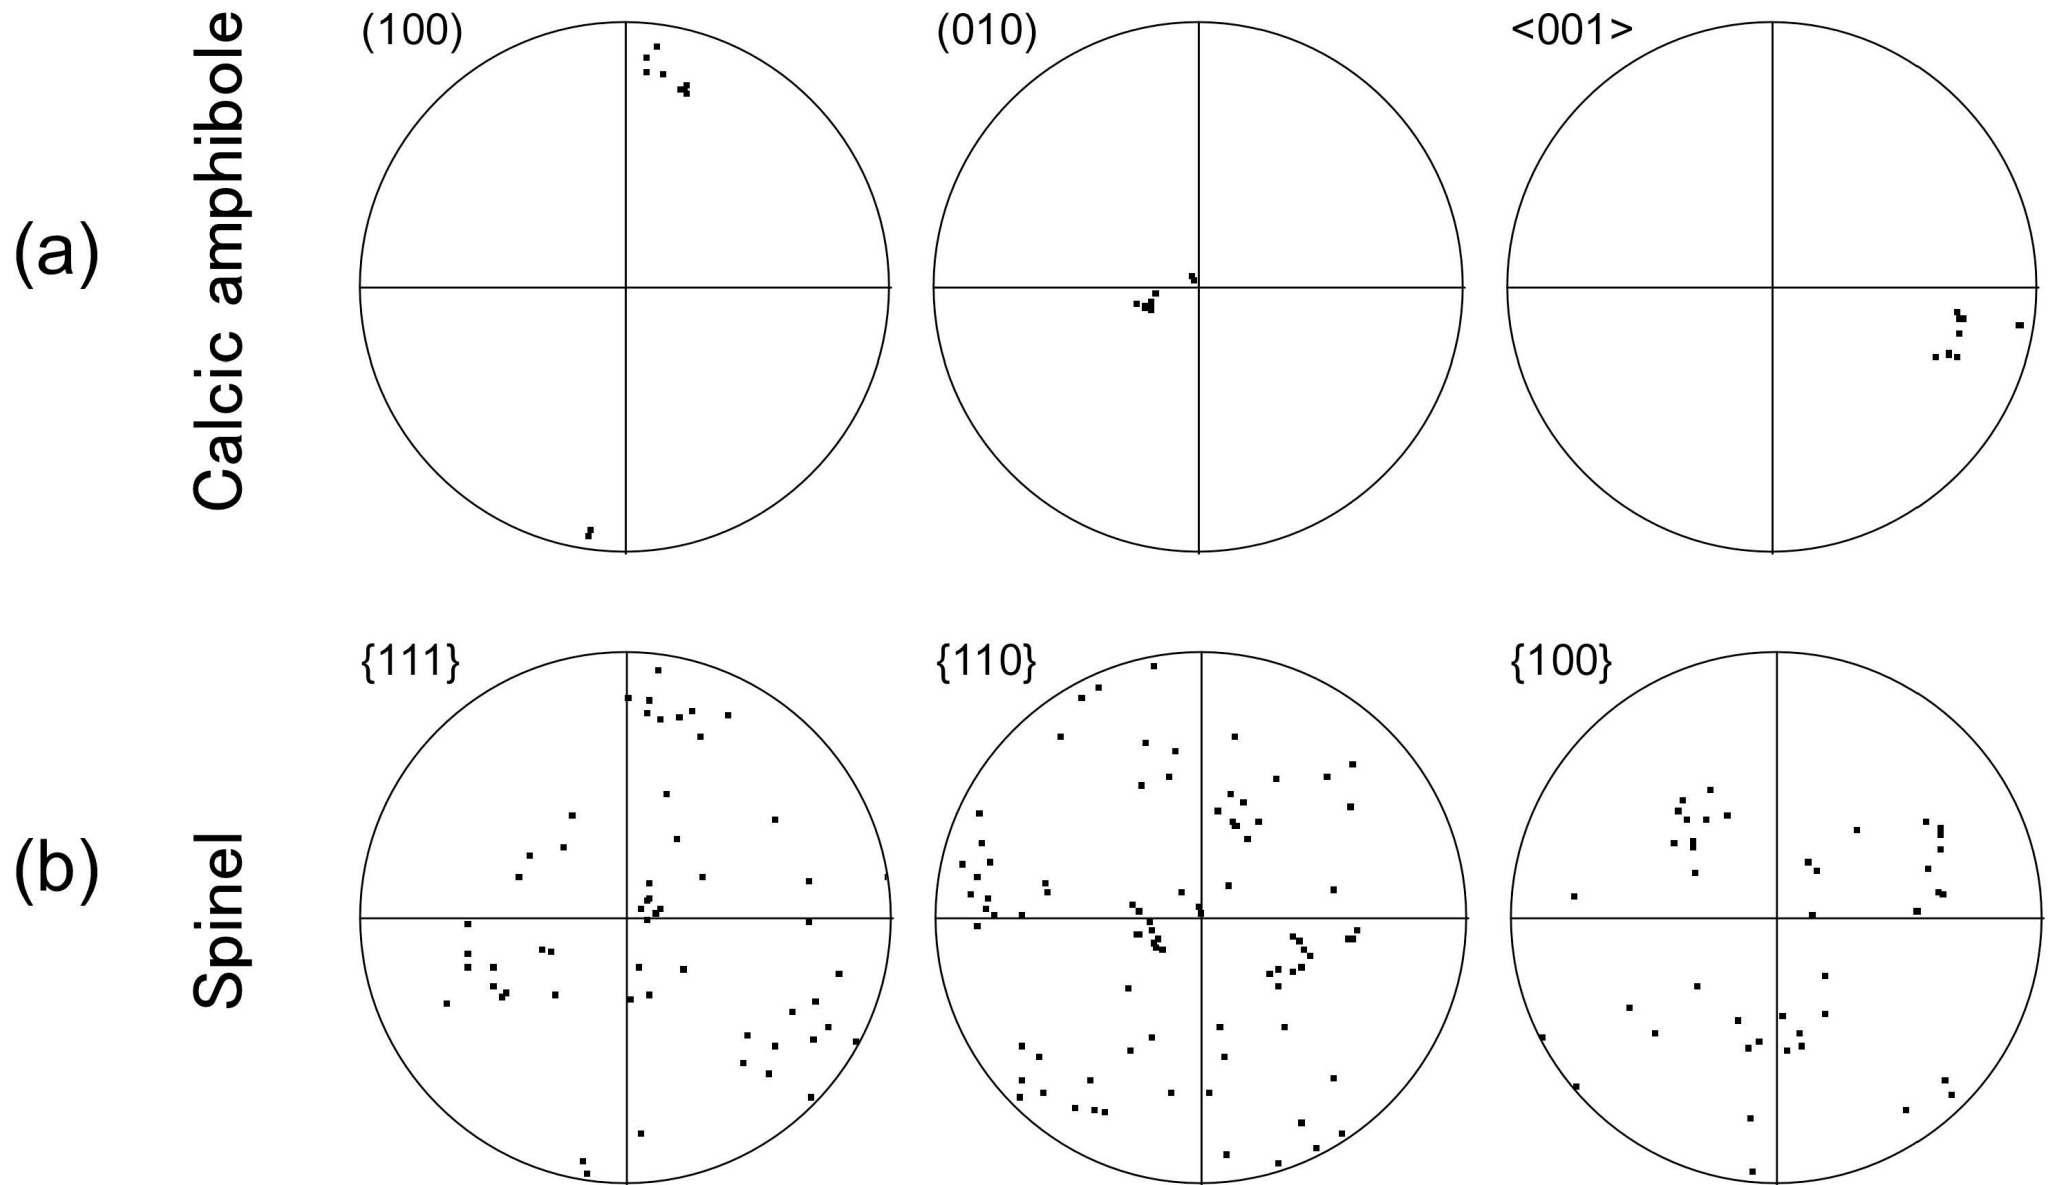 (a)
Calcic amphibole
(100)
(010)
<001>
(b)
Spinel
{111}
{110}
{100}